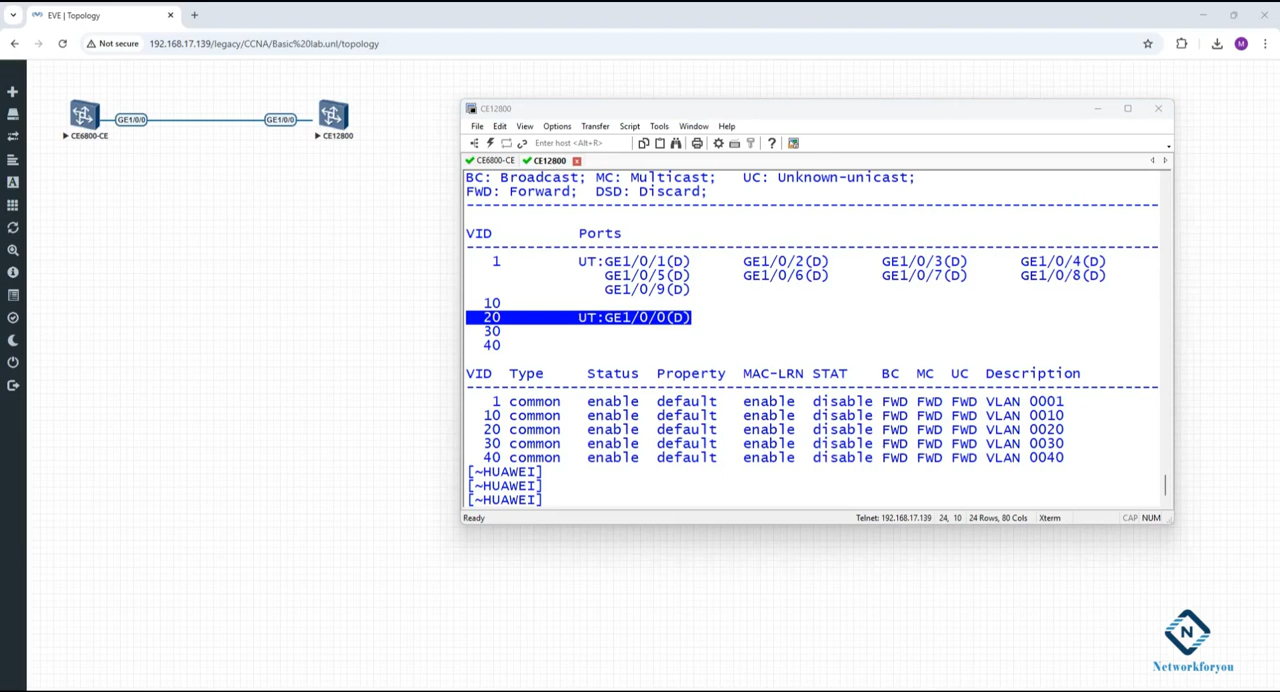 EVE | Topology
Not secure
192.168.17.139/legacy/CCNA/Basic%20lab.unl/topology
M
GE1/0/0
GE1/0/0
CE6800-CE
CE12800
CE12800
File Edit View Options Transfer Script Tools Window Help
Enter host <Alt+R>
CE6800-CE CE12800
BC: Broadcast; MC: Multicast; UC: Unknown-unicast;
FWD: Forward; DSD: Discard;
--------------------------------------------------------------------------------
VID Ports
--------------------------------------------------------------------------------
1 UT:GE1/0/1(D) GE1/0/2(D) GE1/0/3(D) GE1/0/4(D)
GE1/0/5(D) GE1/0/6(D) GE1/0/7(D) GE1/0/8(D)
GE1/0/9(D)
10
20 UT:GE1/0/0(D)
30
40
VID Type Status Property MAC-LRN STAT BC MC UC Description
--------------------------------------------------------------------------------
1 common enable default enable disable FWD FWD FWD VLAN 0001
10 common enable default enable disable FWD FWD FWD VLAN 0010
20 common enable default enable disable FWD FWD FWD VLAN 0020
30 common enable default enable disable FWD FWD FWD VLAN 0030
40 common enable default enable disable FWD FWD FWD VLAN 0040
[~HUAWEI]
[~HUAWEI]
[~HUAWEI]
Ready Telnet: 192.168.17.139 24, 10 24 Rows, 80 Cols Xterm CAP NUM
N
Networkforyou